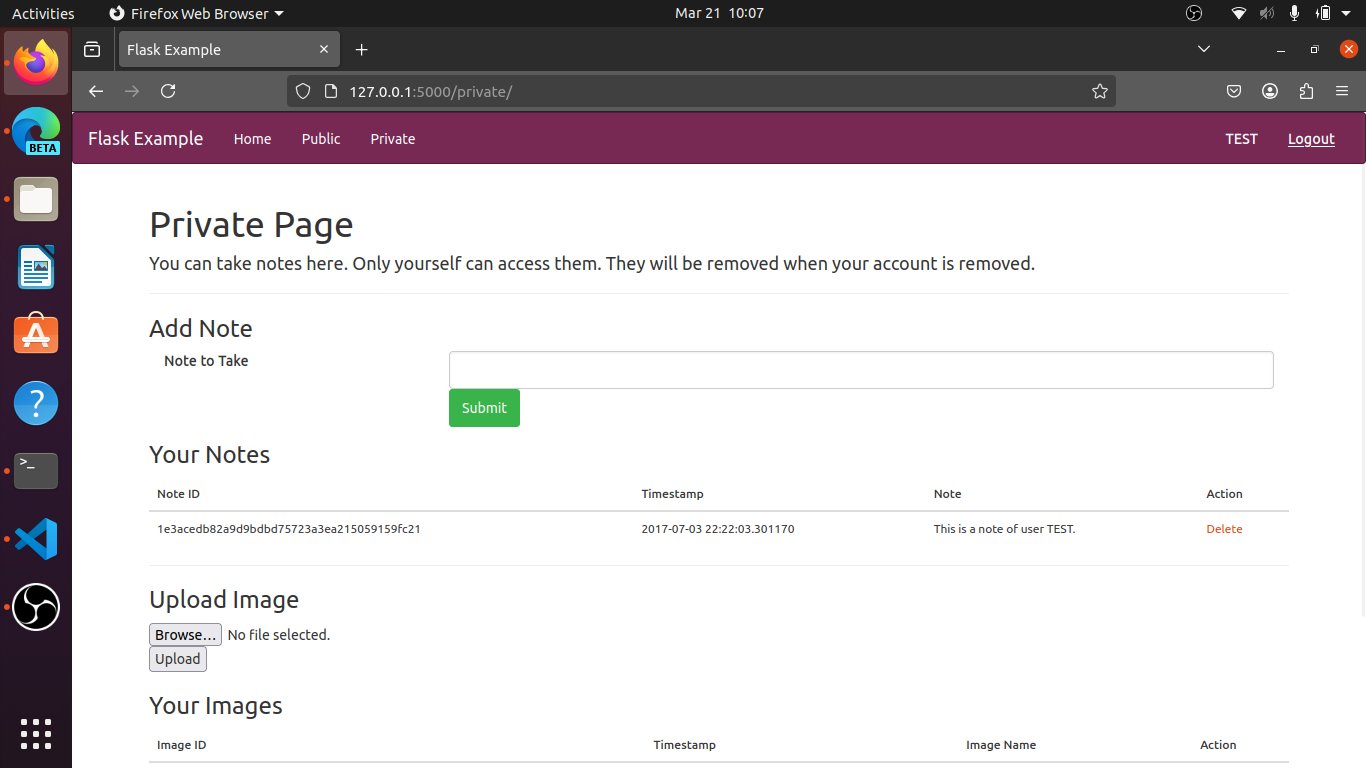 Activities Firefox Web Browser Mar 21 10:07
Flask Example
127.0.0.1:5000/private/
BETA
Flask Example Home Public Private TEST Logout
Private Page
You can take notes here. Only yourself can access them. They will be removed when your account is removed.
Add Note
Note to Take
Submit
Your Notes
Note ID Timestamp Note Action
1e3acedb82a9d9bdbd75723a3ea215059159fc21 2017-07-03 22:22:03.301170 This is a note of user TEST. Delete
Upload Image
Browse... No file selected.
Upload
Your Images
Image ID Timestamp Image Name Action